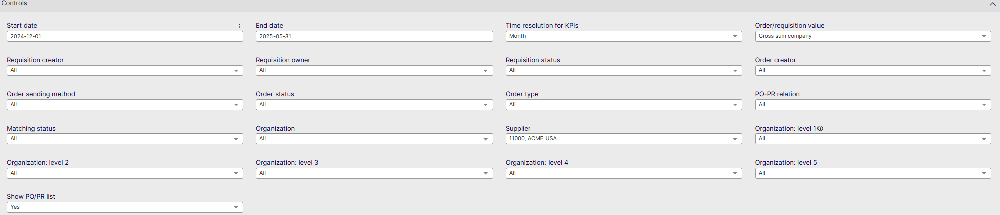 Controls
Start date
2024-12-01
End date
2025-05-31
Time resolution for KPIs
Month
Order/requisition value
Gross sum company
Requisition creator
All
Requisition owner
All
Requisition status
All
Order creator
All
Order sending method
All
Order status
All
Order type
All
PO-PR relation
All
Matching status
All
Organization
All
Supplier
11000, ACME USA
Organization: level 1
All
Organization: level 2
All
Organization: level 3
All
Organization: level 4
All
Organization: level 5
All
Show PO/PR list
Yes